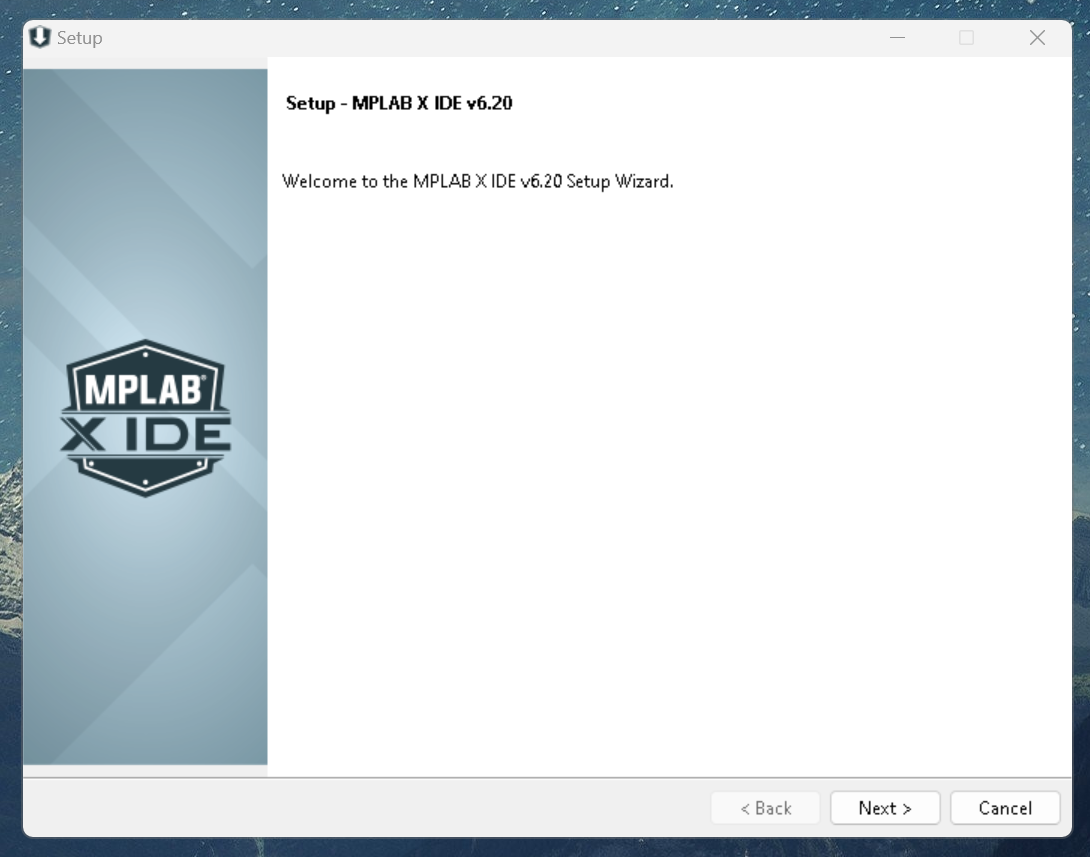 Setup
Setup - MPLAB X IDE v6.20
Welcome to the MPLAB X IDE v6.20 Setup Wizard.
MPLAB®
X IDE
< Back
Next >
Cancel